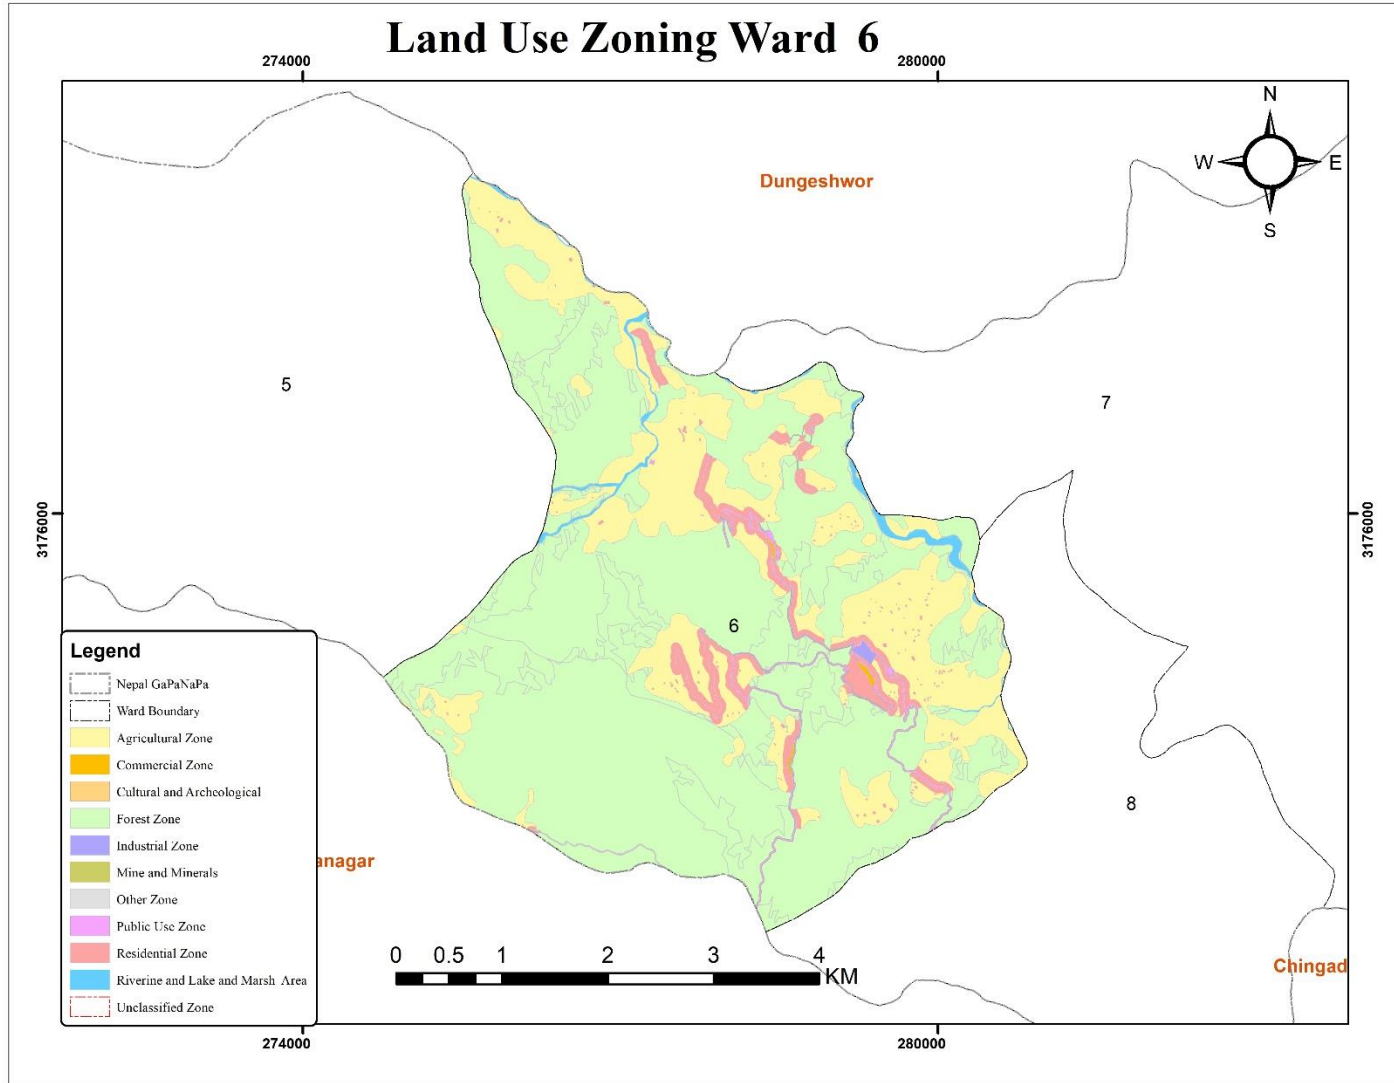 Land Use Zoning Ward 6
274000
280000
N
W
E
S
Dungeshwor
5
7
3176000
3176000
6
Legend
Nepal GaPaNaPa
Ward Boundary
Agricultural Zone
Commercial Zone
Cultural and Archeological
Forest Zone
Industrial Zone
Mine and Minerals
Other Zone
Public Use Zone
Residential Zone
Riverine and Lake and Marsh Area
Unclassified Zone
8
anagar
0 0.5 1 2 3 4
KM
Chingad
274000
280000